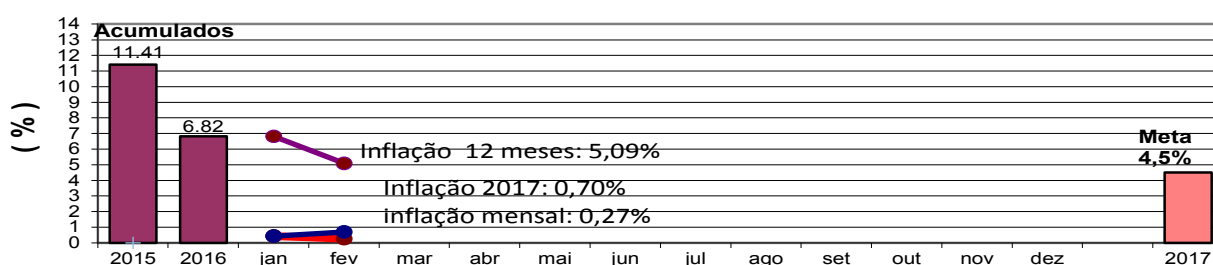 14
13
12
11
10
9
8
7
6
5
4
3
2
1
0
( % )
Acumulados
11.41
6.82
Inflação 12 meses: 5,09%
Inflação 2017: 0,70%
inflação mensal: 0,27%
Meta
4,5%
2015 2016 jan fev mar abr mai jun jul ago set out nov dez 2017